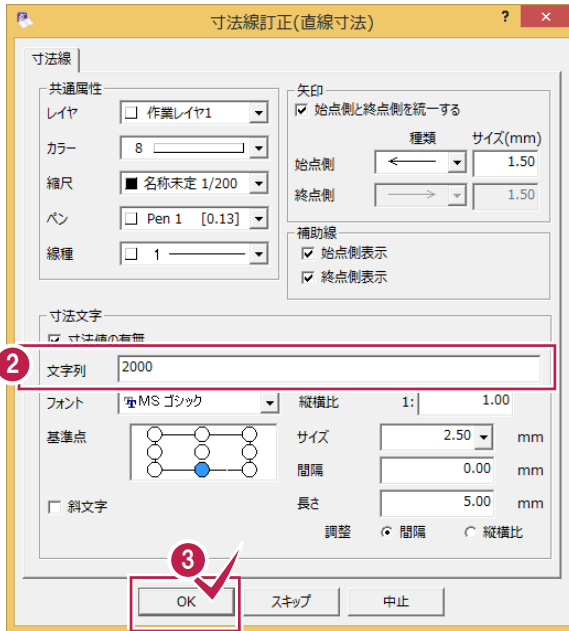 寸法線訂正(直線寸法)
? ×
寸法線
共通属性
レイヤ 作業レイヤ1
カラー 8
縮尺 名称未定 1/200
ペン Pen 1 [0.13]
線種 1
矢印
始点側と終点側を統一する
種類 サイズ(mm)
始点側 1.50
終点側 1.50
補助線
始点側表示
終点側表示
寸法文字
寸法値の有無
2
文字列 2000
フォント MS ゴシック
縦横比 1: 1.00
基準点
サイズ 2.50 mm
間隔 0.00 mm
斜文字
長さ 5.00 mm
調整 間隔 縦横比
3
OK スキップ 中止